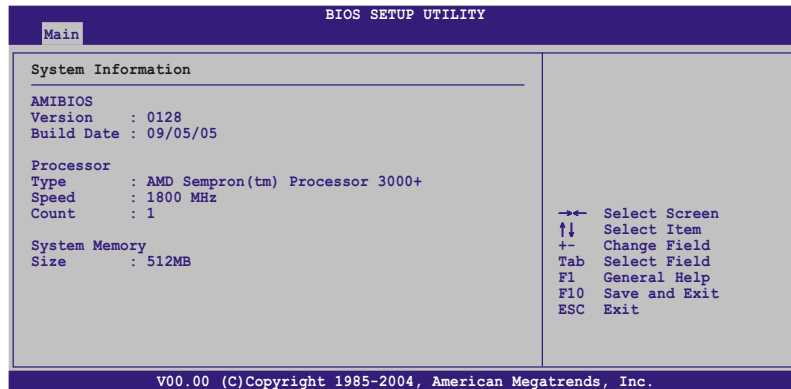 BIOS SETUP UTILITY
Main
System Information
AMIBIOS
Version : 0128
Build Date : 09/05/05
Processor
Type : AMD Sempron(tm) Processor 3000+
Speed : 1800 MHz
Count : 1
System Memory
Size : 512MB
→← Select Screen
↑↓ Select Item
+- Change Field
Tab Select Field
F1 General Help
F10 Save and Exit
ESC Exit
V00.00 (C)Copyright 1985-2004, American Megatrends, Inc.